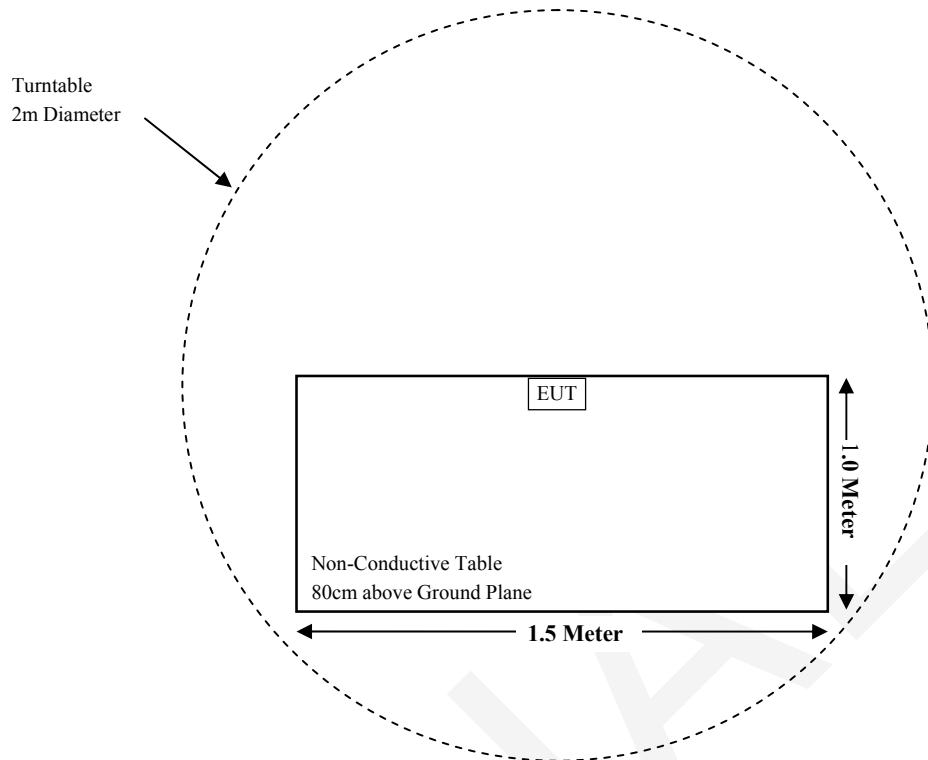 Turntable
2m Diameter
EUT
1.0 Meter
Non-Conductive Table
80cm above Ground Plane
1.5 Meter